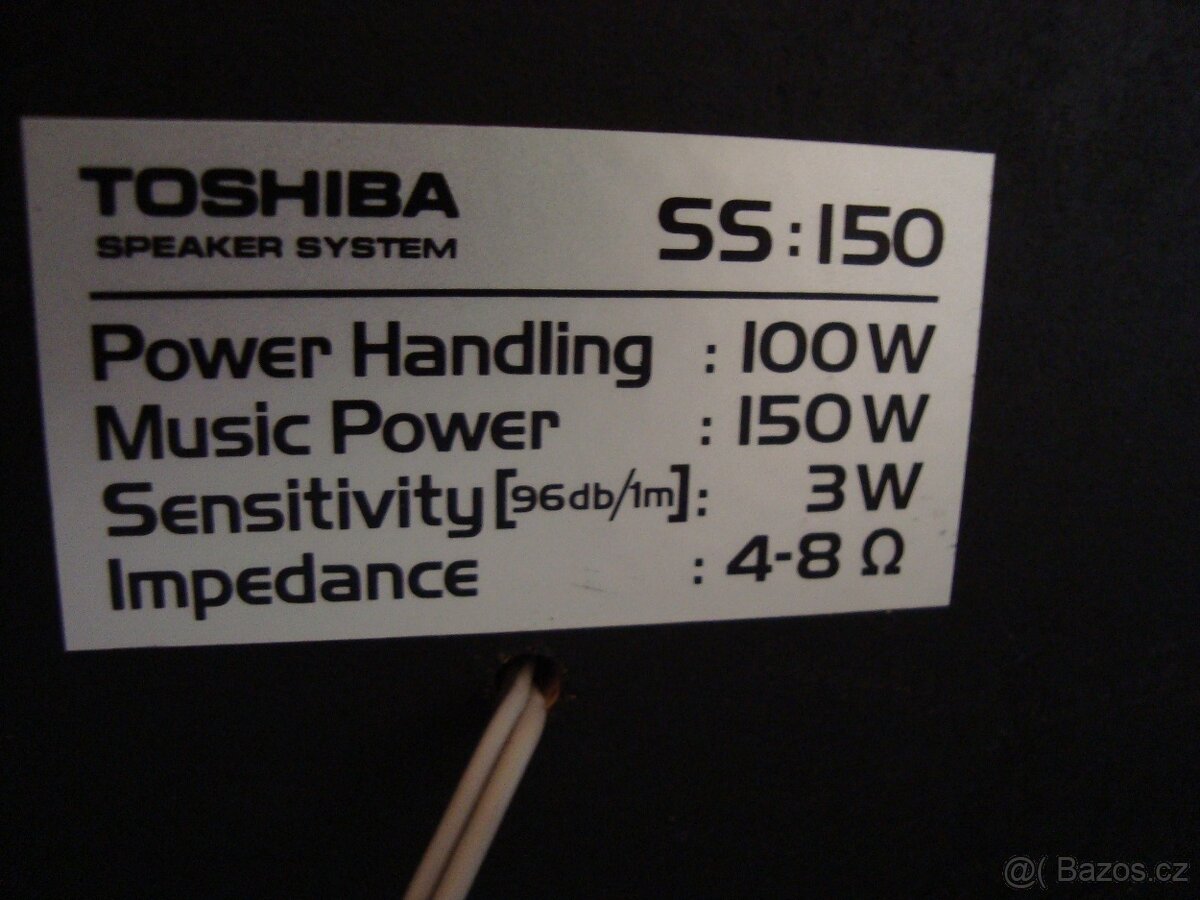 TOSHIBA
SPEAKER SYSTEM
SS:150
Power Handling : 100W
Music Power : 150W
Sensitivity [96db/1m]: 3W
Impedance : 4-8 Ω
@( Bazos.cz